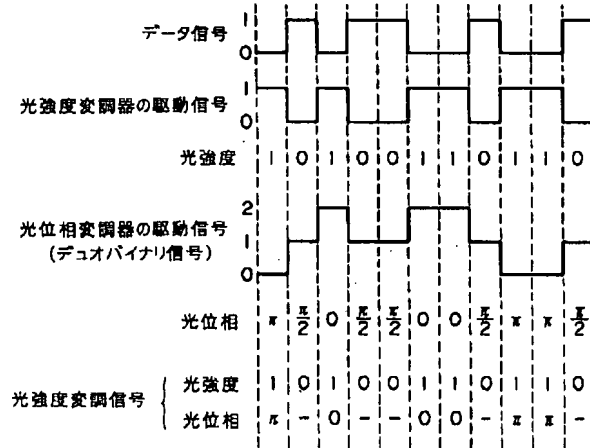 データ信号
1
0
光強度変調器の駆動信号
1
0
光強度 1 0 1 0 0 1 1 0 1 1 0
光位相変調器の駆動信号
(デュオバイナリ信号)
2
1
0
光位相 π π/2 0 π/2 π/2 0 0 π/2 π π π/2
光強度変調信号
光強度 1 0 1 0 0 1 1 0 1 1 0
光位相 π - 0 - - 0 0 - π π -